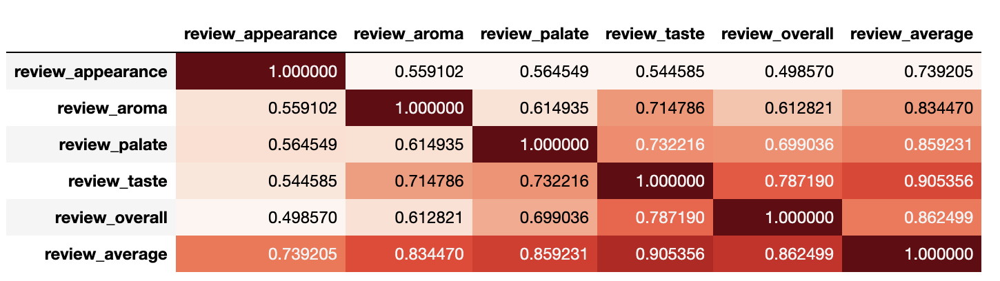 review_appearance review_aroma review_palate review_taste review_overall review_average
review_appearance 1.000000 0.559102 0.564549 0.544585 0.498570 0.739205
review_aroma 0.559102 1.000000 0.614935 0.714786 0.612821 0.834470
review_palate 0.564549 0.614935 1.000000 0.732216 0.699036 0.859231
review_taste 0.544585 0.714786 0.732216 1.000000 0.787190 0.905356
review_overall 0.498570 0.612821 0.699036 0.787190 1.000000 0.862499
review_average 0.739205 0.834470 0.859231 0.905356 0.862499 1.000000